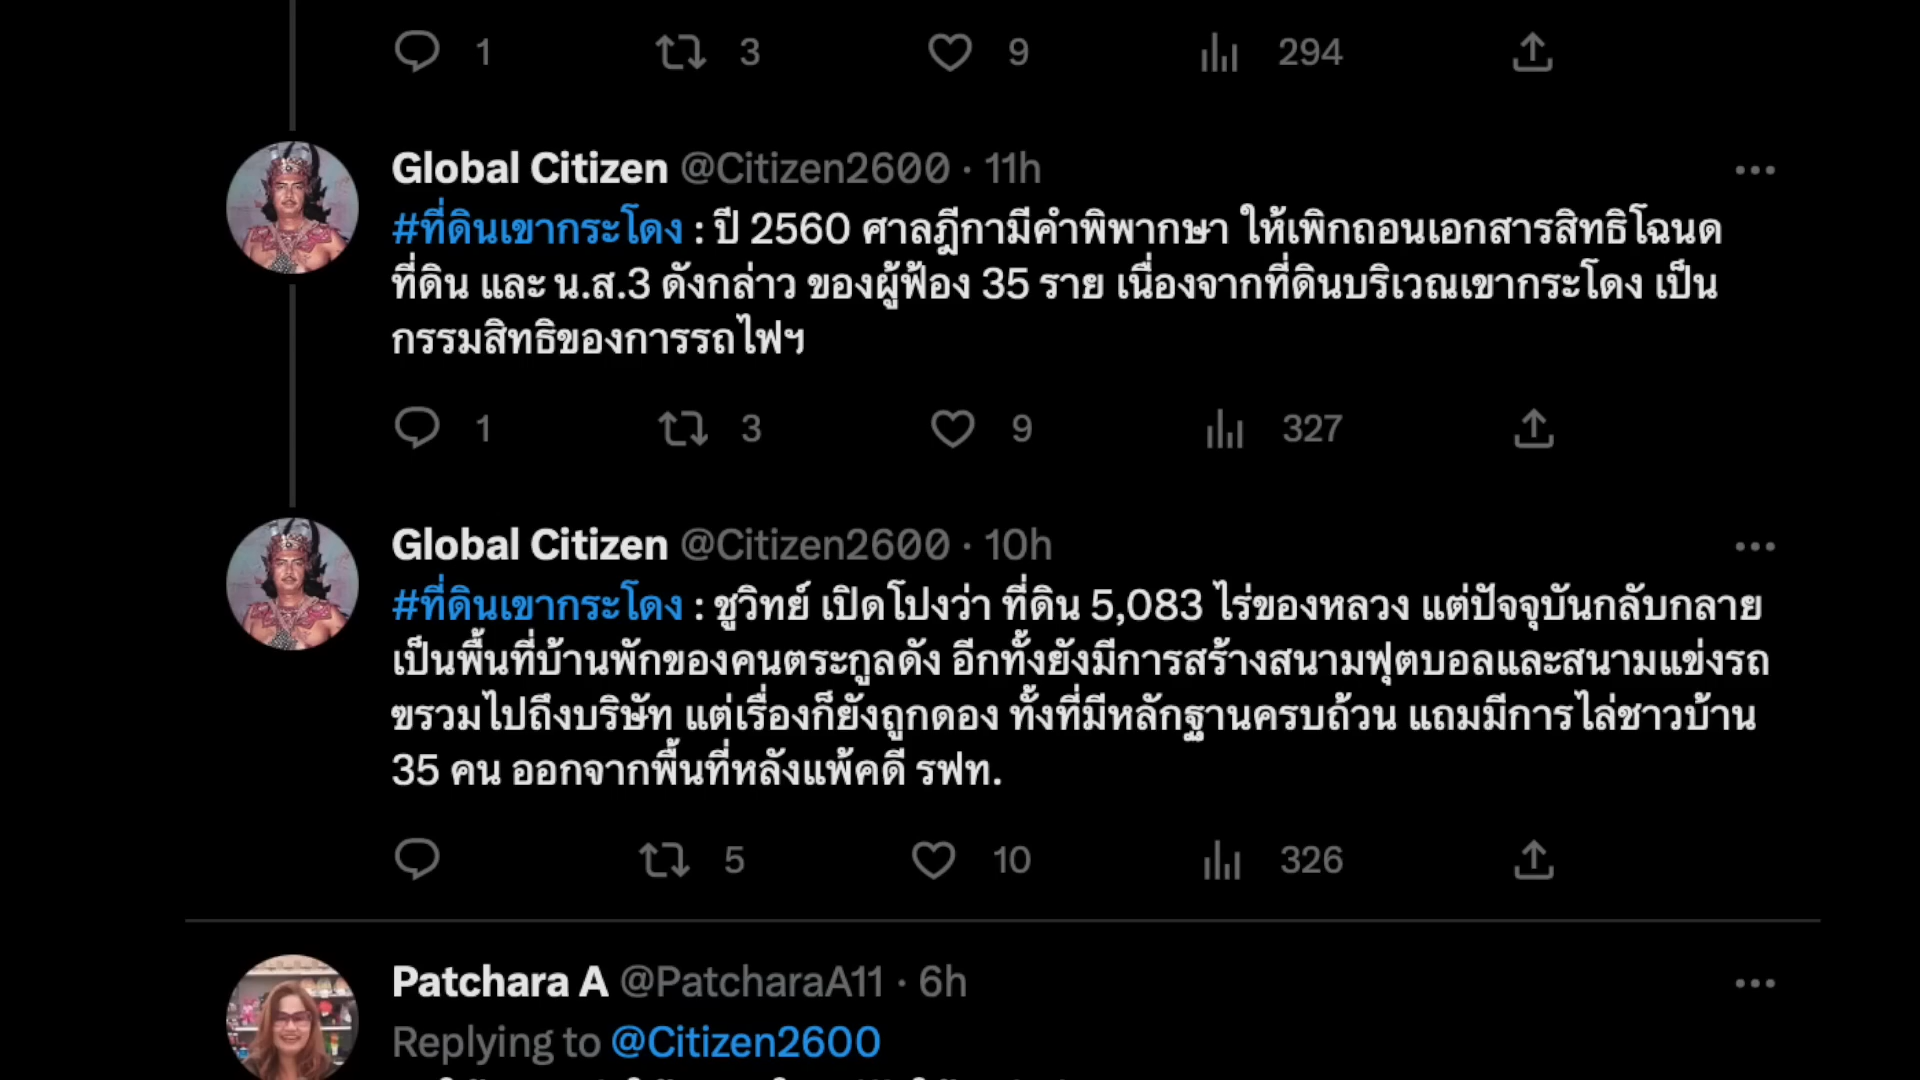 1 3 9 294
Global Citizen @Citizen2600 · 11h
#ที่ดินเขากระโดง : ปี 2560 ศาลฎีกามีคำพิพากษา ให้เพิกถอนเอกสารสิทธิโฉนด
ที่ดิน และ น.ส.3 ดังกล่าว ของผู้ฟ้อง 35 ราย เนื่องจากที่ดินบริเวณเขากระโดง เป็น
กรรมสิทธิของการรถไฟฯ
1 3 9 327
Global Citizen @Citizen2600 · 10h
#ที่ดินเขากระโดง : ชูวิทย์ เปิดโปงว่า ที่ดิน 5,083 ไร่ของหลวง แต่ปัจจุบันกลับกลาย
เป็นพื้นที่บ้านพักของคนตระกูลดัง อีกทั้งยังมีการสร้างสนามฟุตบอลและสนามแข่งรถ
ฃรวมไปถึงบริษัท แต่เรื่องก็ยังถูกดอง ทั้งที่มีหลักฐานครบถ้วน แถมมีการไล่ชาวบ้าน
35 คน ออกจากพื้นที่หลังแพ้คดี รฟท.
5 10 326
Patchara A @PatcharaA11 · 6h
Replying to @Citizen2600